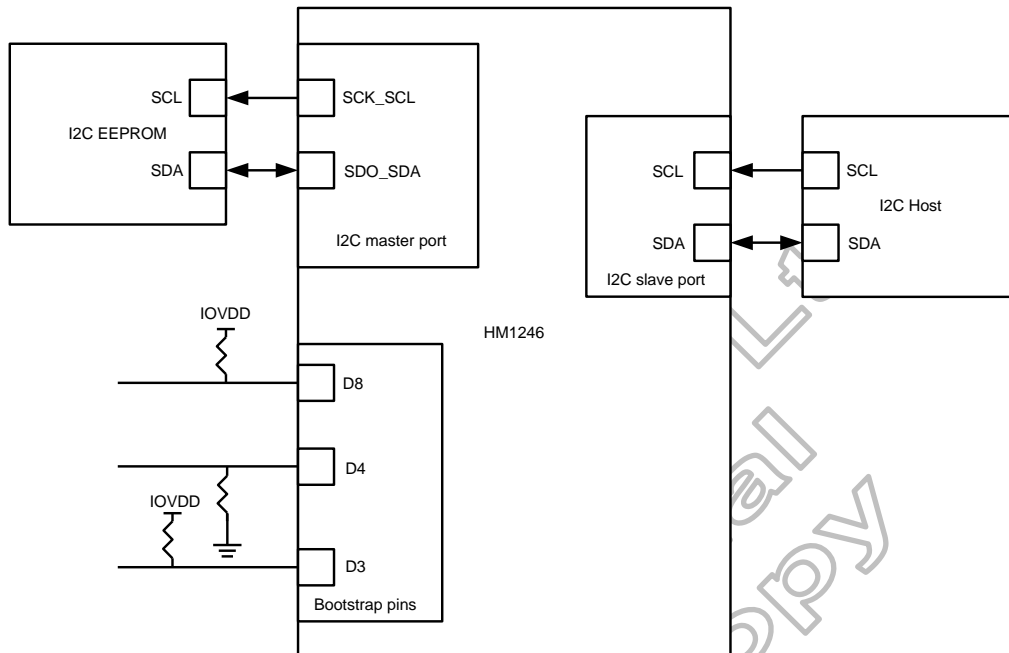 SCL
SCK_SCL
I2C EEPROM
SDA
SDO_SDA
I2C master port
SCL
SCL
I2C Host
SDA
SDA
I2C slave port
IOVDD
HM1246
D8
D4
IOVDD
D3
Bootstrap pins